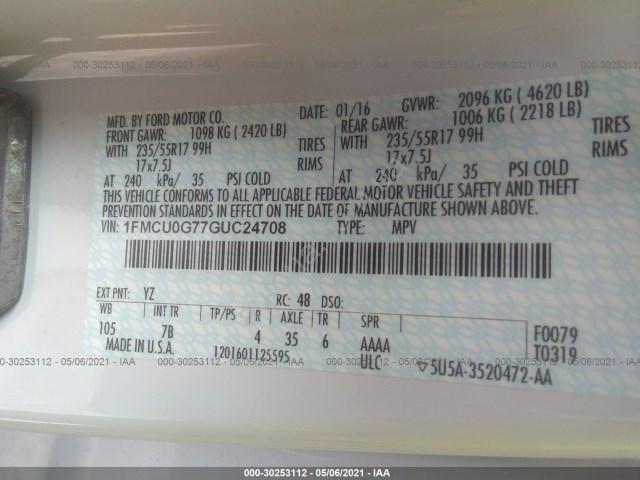 000-30253112 - 05/06/2021 - IAA 000-30253112 - 05/06/2021 - IAA 000-30253112 - 05/06/2021 - IAA
MFD. BY FORD MOTOR CO. DATE: 01/16 GVWR: 2096 KG ( 4620 LB)
FRONT GAWR: 1098 KG ( 2420 LB) REAR GAWR: 1006 KG ( 2218 LB)
WITH 235/55R17 99H TIRES WITH 235/55R17 99H TIRES
17x7.5J RIMS 17x7.5J RIMS
AT 240 kPa/ 35 PSI COLD AT 240 kPa/ 35 PSI COLD
THIS VEHICLE CONFORMS TO ALL APPLICABLE FEDERAL MOTOR VEHICLE SAFETY AND THEFT
PREVENTION STANDARDS IN EFFECT ON THE DATE OF MANUFACTURE SHOWN ABOVE.
VIN: 1FMCU0G77GUC24708 TYPE: MPV
EXT PNT: YZ RC: 48 DSO:
WB INT TR TP/PS R AXLE TR SPR
105 7B 4 35 6 AAAA F0079
MADE IN U.S.A. 1201601125595 ULC T0319
5U5A-3520472-AA
000-30253112 - 05/06/2021 - IAA 000-30253112 - 05/06/2021 - IAA 000-30253112 - 05/06/2021 - IAA
000-30253112 - 05/06/2021 - IAA